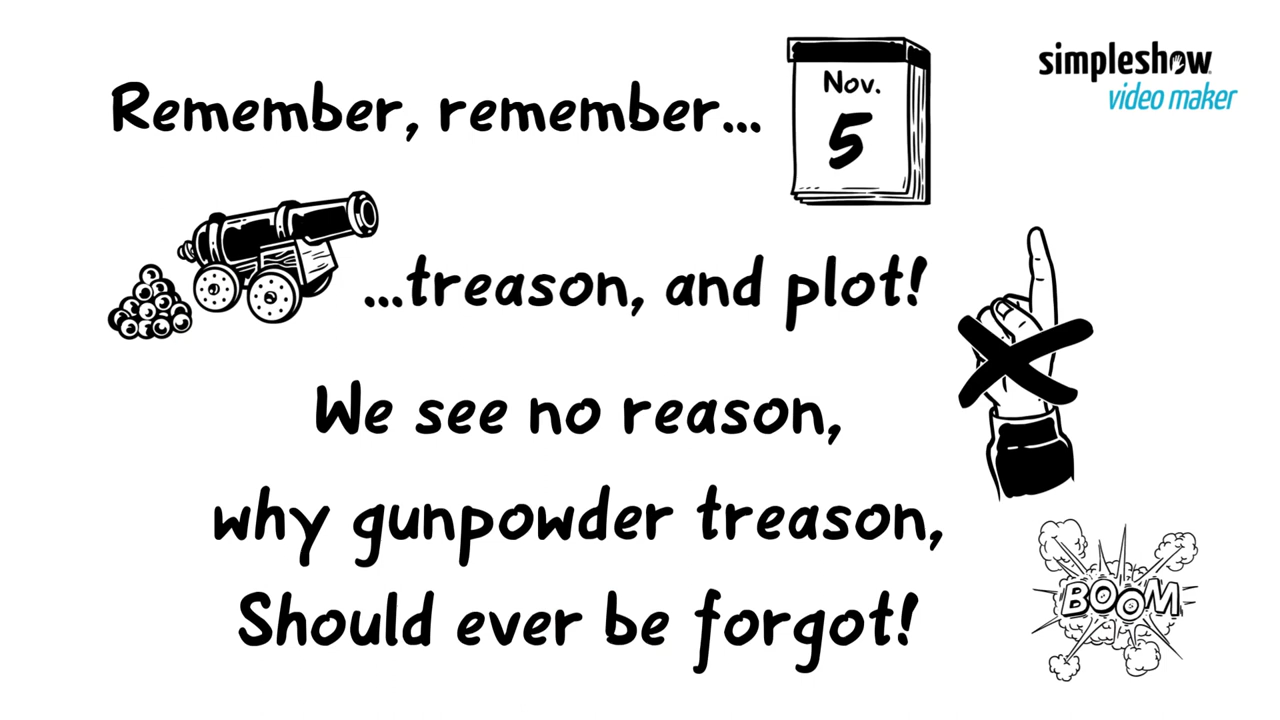 simpleshow
video maker
Remember, remember...
Nov.
5
...treason, and plot!
We see no reason,
why gunpowder treason,
Should ever be forgot!
BOOM